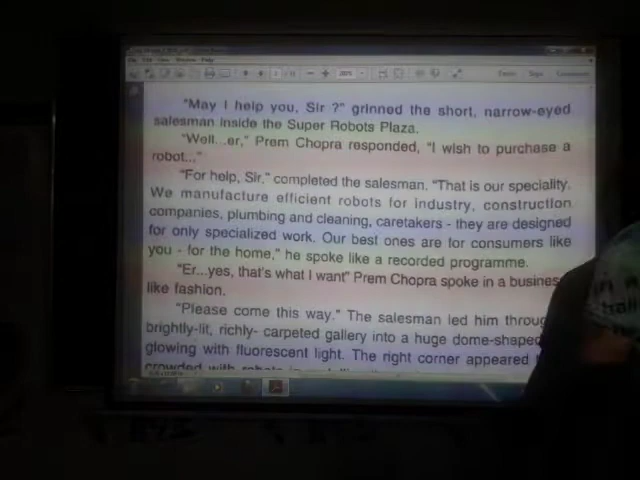 "May I help you, Sir ?" grinned the short, narrow-eyed
salesman inside the Super Robots Plaza.
"Well...er," Prem Chopra responded, "I wish to purchase a
robot..."
"For help, Sir," completed the salesman. "That is our speciality.
We manufacture efficient robots for industry, construction
companies, plumbing and cleaning, caretakers - they are designed
for only specialized work. Our best ones are for consumers like
you - for the home," he spoke like a recorded programme.
"Er...yes, that's what I want" Prem Chopra spoke in a busines
like fashion.
"Please come this way." The salesman led him throug
brightly-lit, richly- carpeted gallery into a huge dome-shaped
glowing with fluorescent light. The right corner appeared
crowded with robots